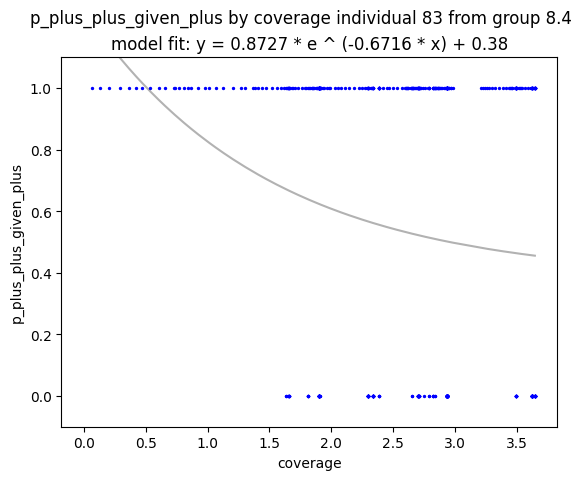 p_plus_plus_given_plus by coverage individual 83 from group 8.4
model fit: y = 0.8727 * e ^ (-0.6716 * x) + 0.38
1.0
0.8
0.6
0.4
0.2
0.0
p_plus_plus_given_plus
0.0 0.5 1.0 1.5 2.0 2.5 3.0 3.5
coverage